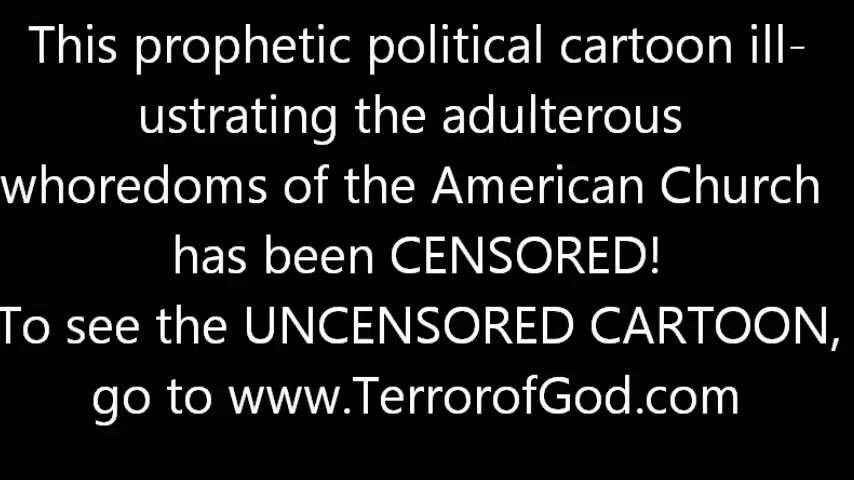 This prophetic political cartoon ill-
ustrating the adulterous
whoredoms of the American Church
has been CENSORED!
To see the UNCENSORED CARTOON,
go to www.TerrorofGod.com